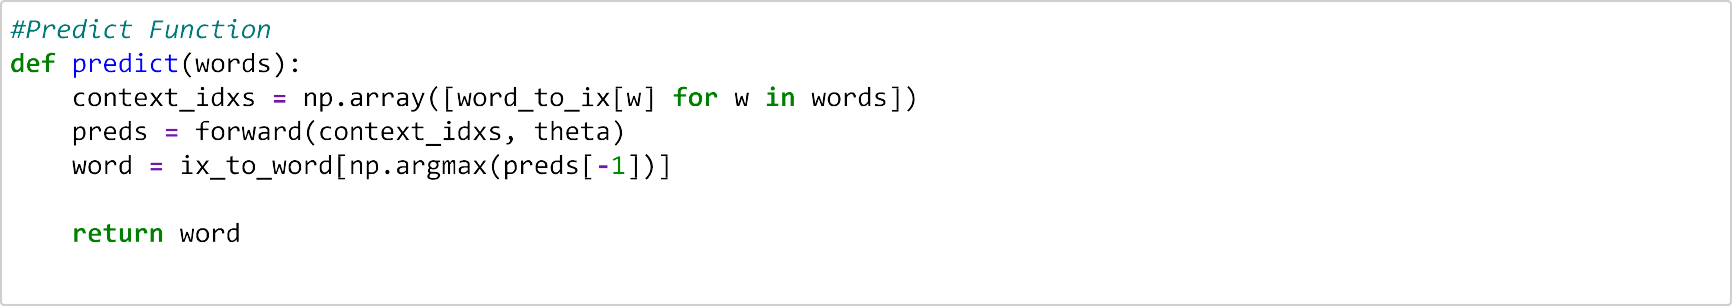 #Predict Function
def predict(words):
    context_idxs = np.array([word_to_ix[w] for w in words])
    preds = forward(context_idxs, theta)
    word = ix_to_word[np.argmax(preds[-1])]

    return word